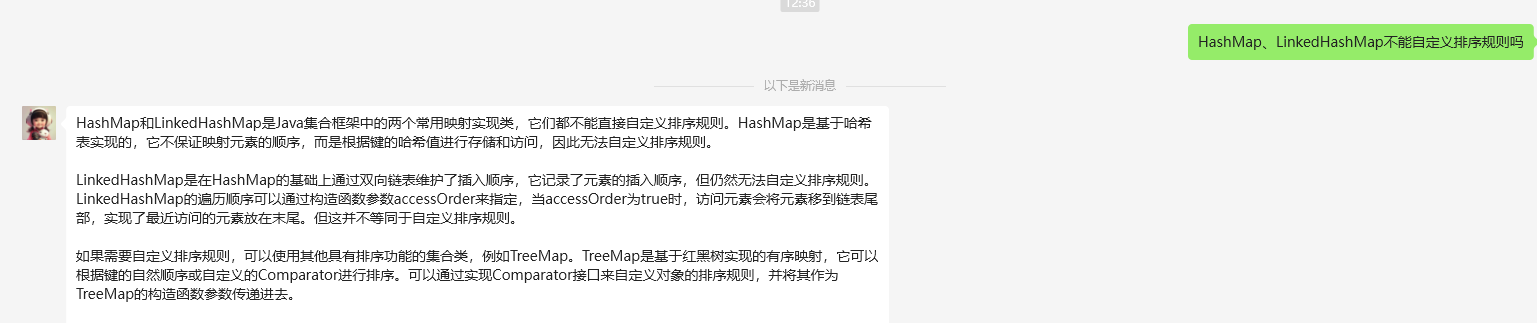 12:36
HashMap、LinkedHashMap不能自定义排序规则吗
以下是新消息
HashMap和LinkedHashMap是Java集合框架中的两个常用映射实现类，它们都不能直接自定义排序规则。HashMap是基于哈希
表实现的，它不保证映射元素的顺序，而是根据键的哈希值进行存储和访问，因此无法自定义排序规则。
LinkedHashMap是在HashMap的基础上通过双向链表维护了插入顺序，它记录了元素的插入顺序，但仍然无法自定义排序规则。
LinkedHashMap的遍历顺序可以通过构造函数参数accessOrder来指定，当accessOrder为true时，访问元素会将元素移到链表尾
部，实现了最近访问的元素放在末尾。但这并不等同于自定义排序规则。
如果需要自定义排序规则，可以使用其他具有排序功能的集合类，例如TreeMap。TreeMap是基于红黑树实现的有序映射，它可以
根据键的自然顺序或自定义的Comparator进行排序。可以通过实现Comparator接口来自定义对象的排序规则，并将其作为
TreeMap的构造函数参数传递进去。